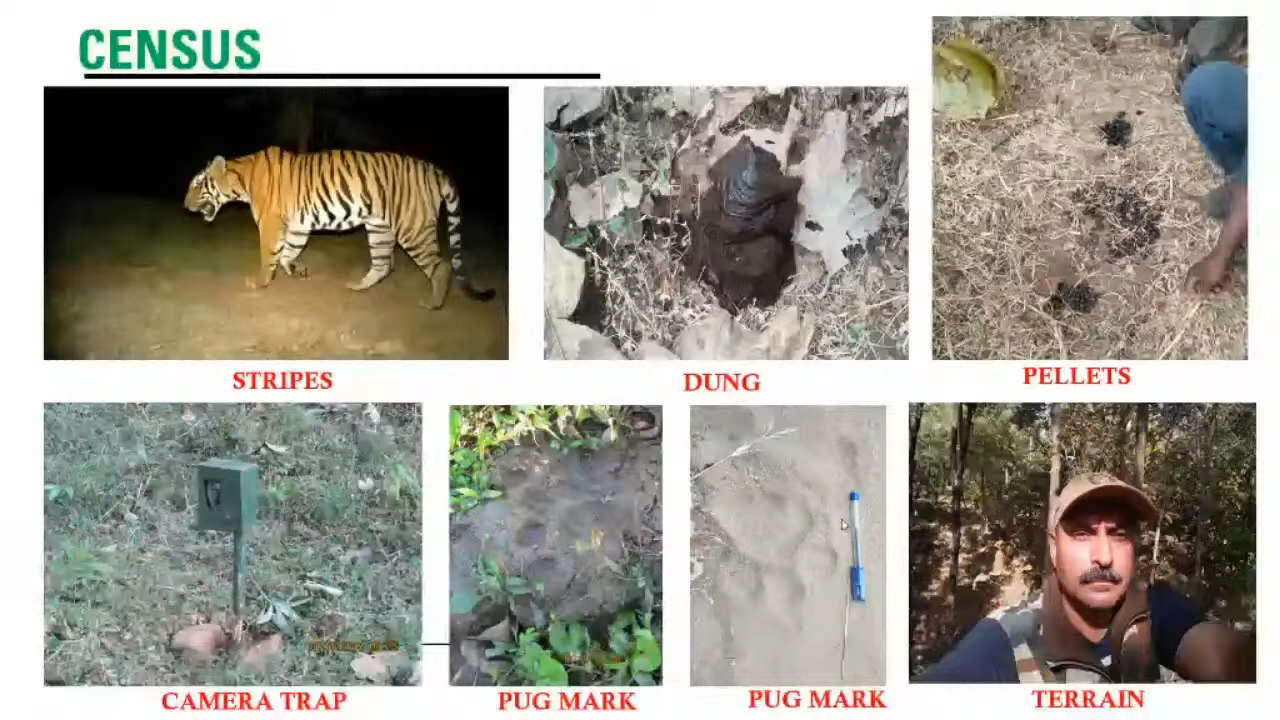 CENSUS
STRIPES
DUNG
PELLETS
CAMERA TRAP
PUG MARK
PUG MARK
TERRAIN